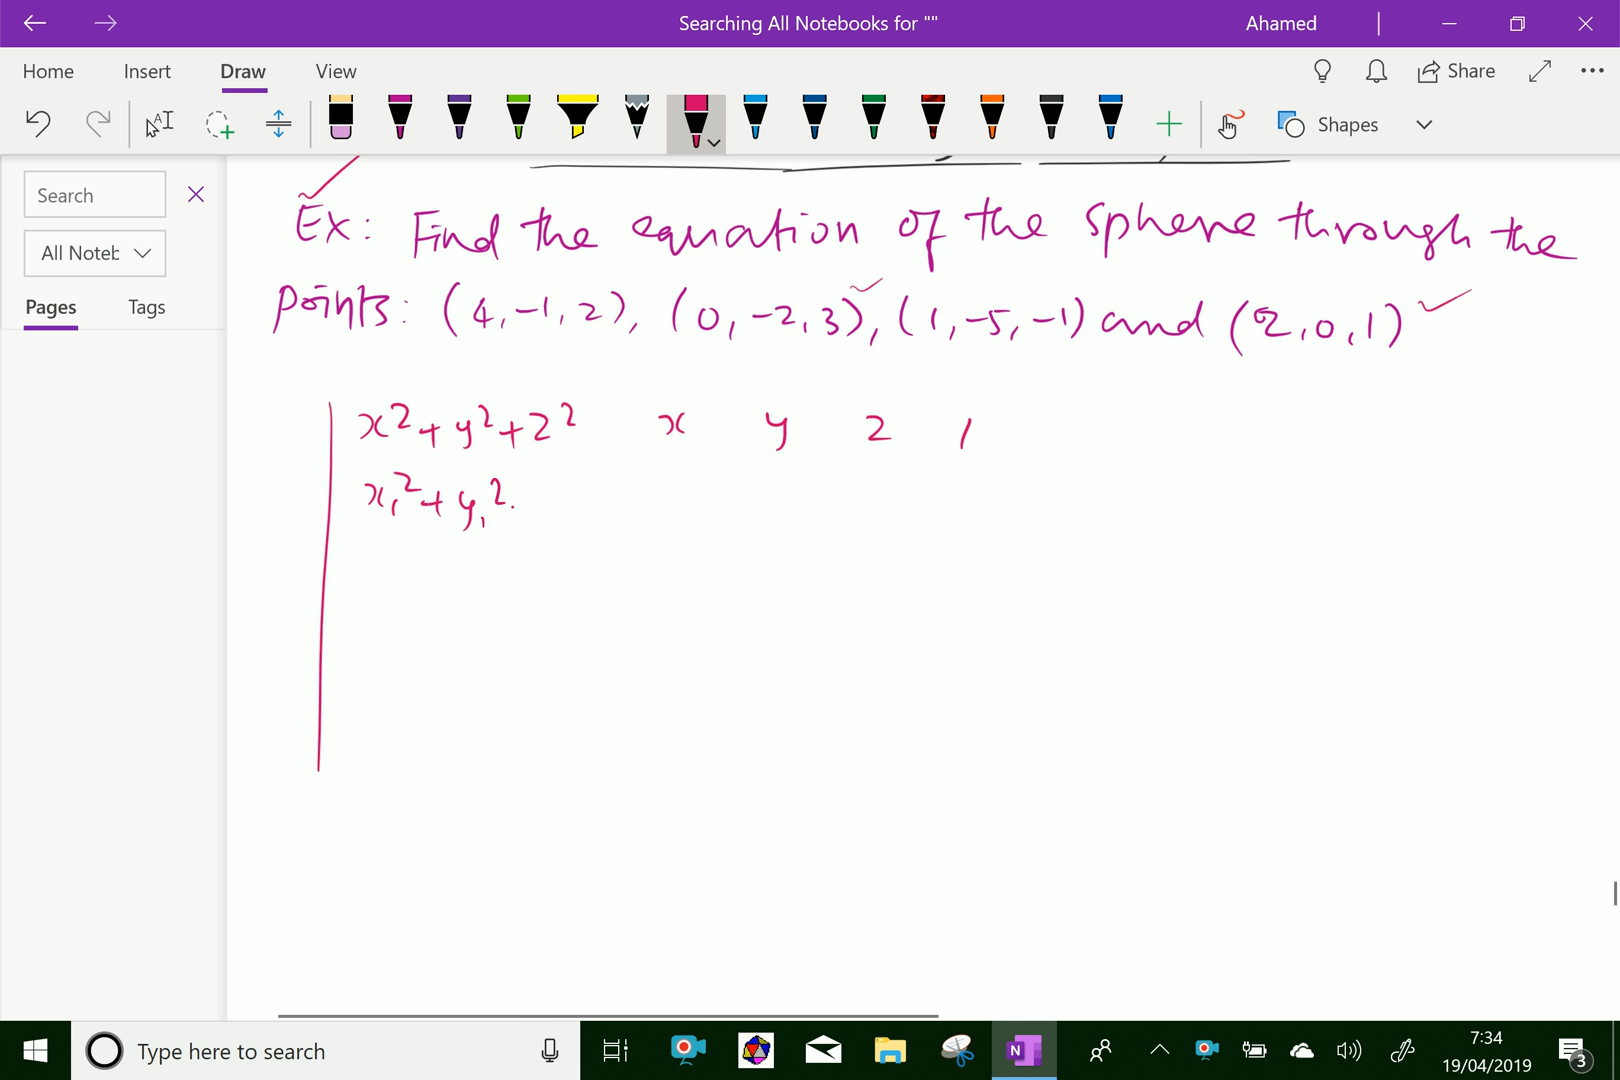 Searching All Notebooks for "" Ahamed
Home Insert Draw View Share
Shapes
Search
All Noteb
Pages Tags
Ex: Find the equation of the sphere through the
points: (4,-1,2), (0,-2,3), (1,-5,-1) and (2,0,1)
x²+y²+z² x y z 1
x₁²+y₁²
Type here to search
7:34
19/04/2019
3